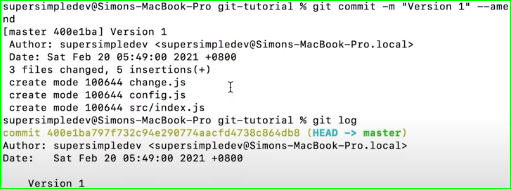 supersimpledev@Simons-MacBook-Pro git-tutorial % git commit -m "Version 1" --ame
nd
[master 400e1ba] Version 1
Author: supersimpledev <supersimpledev@Simons-MacBook-Pro.local>
Date: Sat Feb 20 05:49:00 2021 +0800
3 files changed, 5 insertions(+)
create mode 100644 change.js
create mode 100644 config.js
create mode 100644 src/index.js
supersimpledev@Simons-MacBook-Pro git-tutorial % git log
commit 400e1ba797f732c94e290774aacfd4738c864db8 (HEAD -> master)
Author: supersimpledev <supersimpledev@Simons-MacBook-Pro.local>
Date:   Sat Feb 20 05:49:00 2021 +0800
Version 1